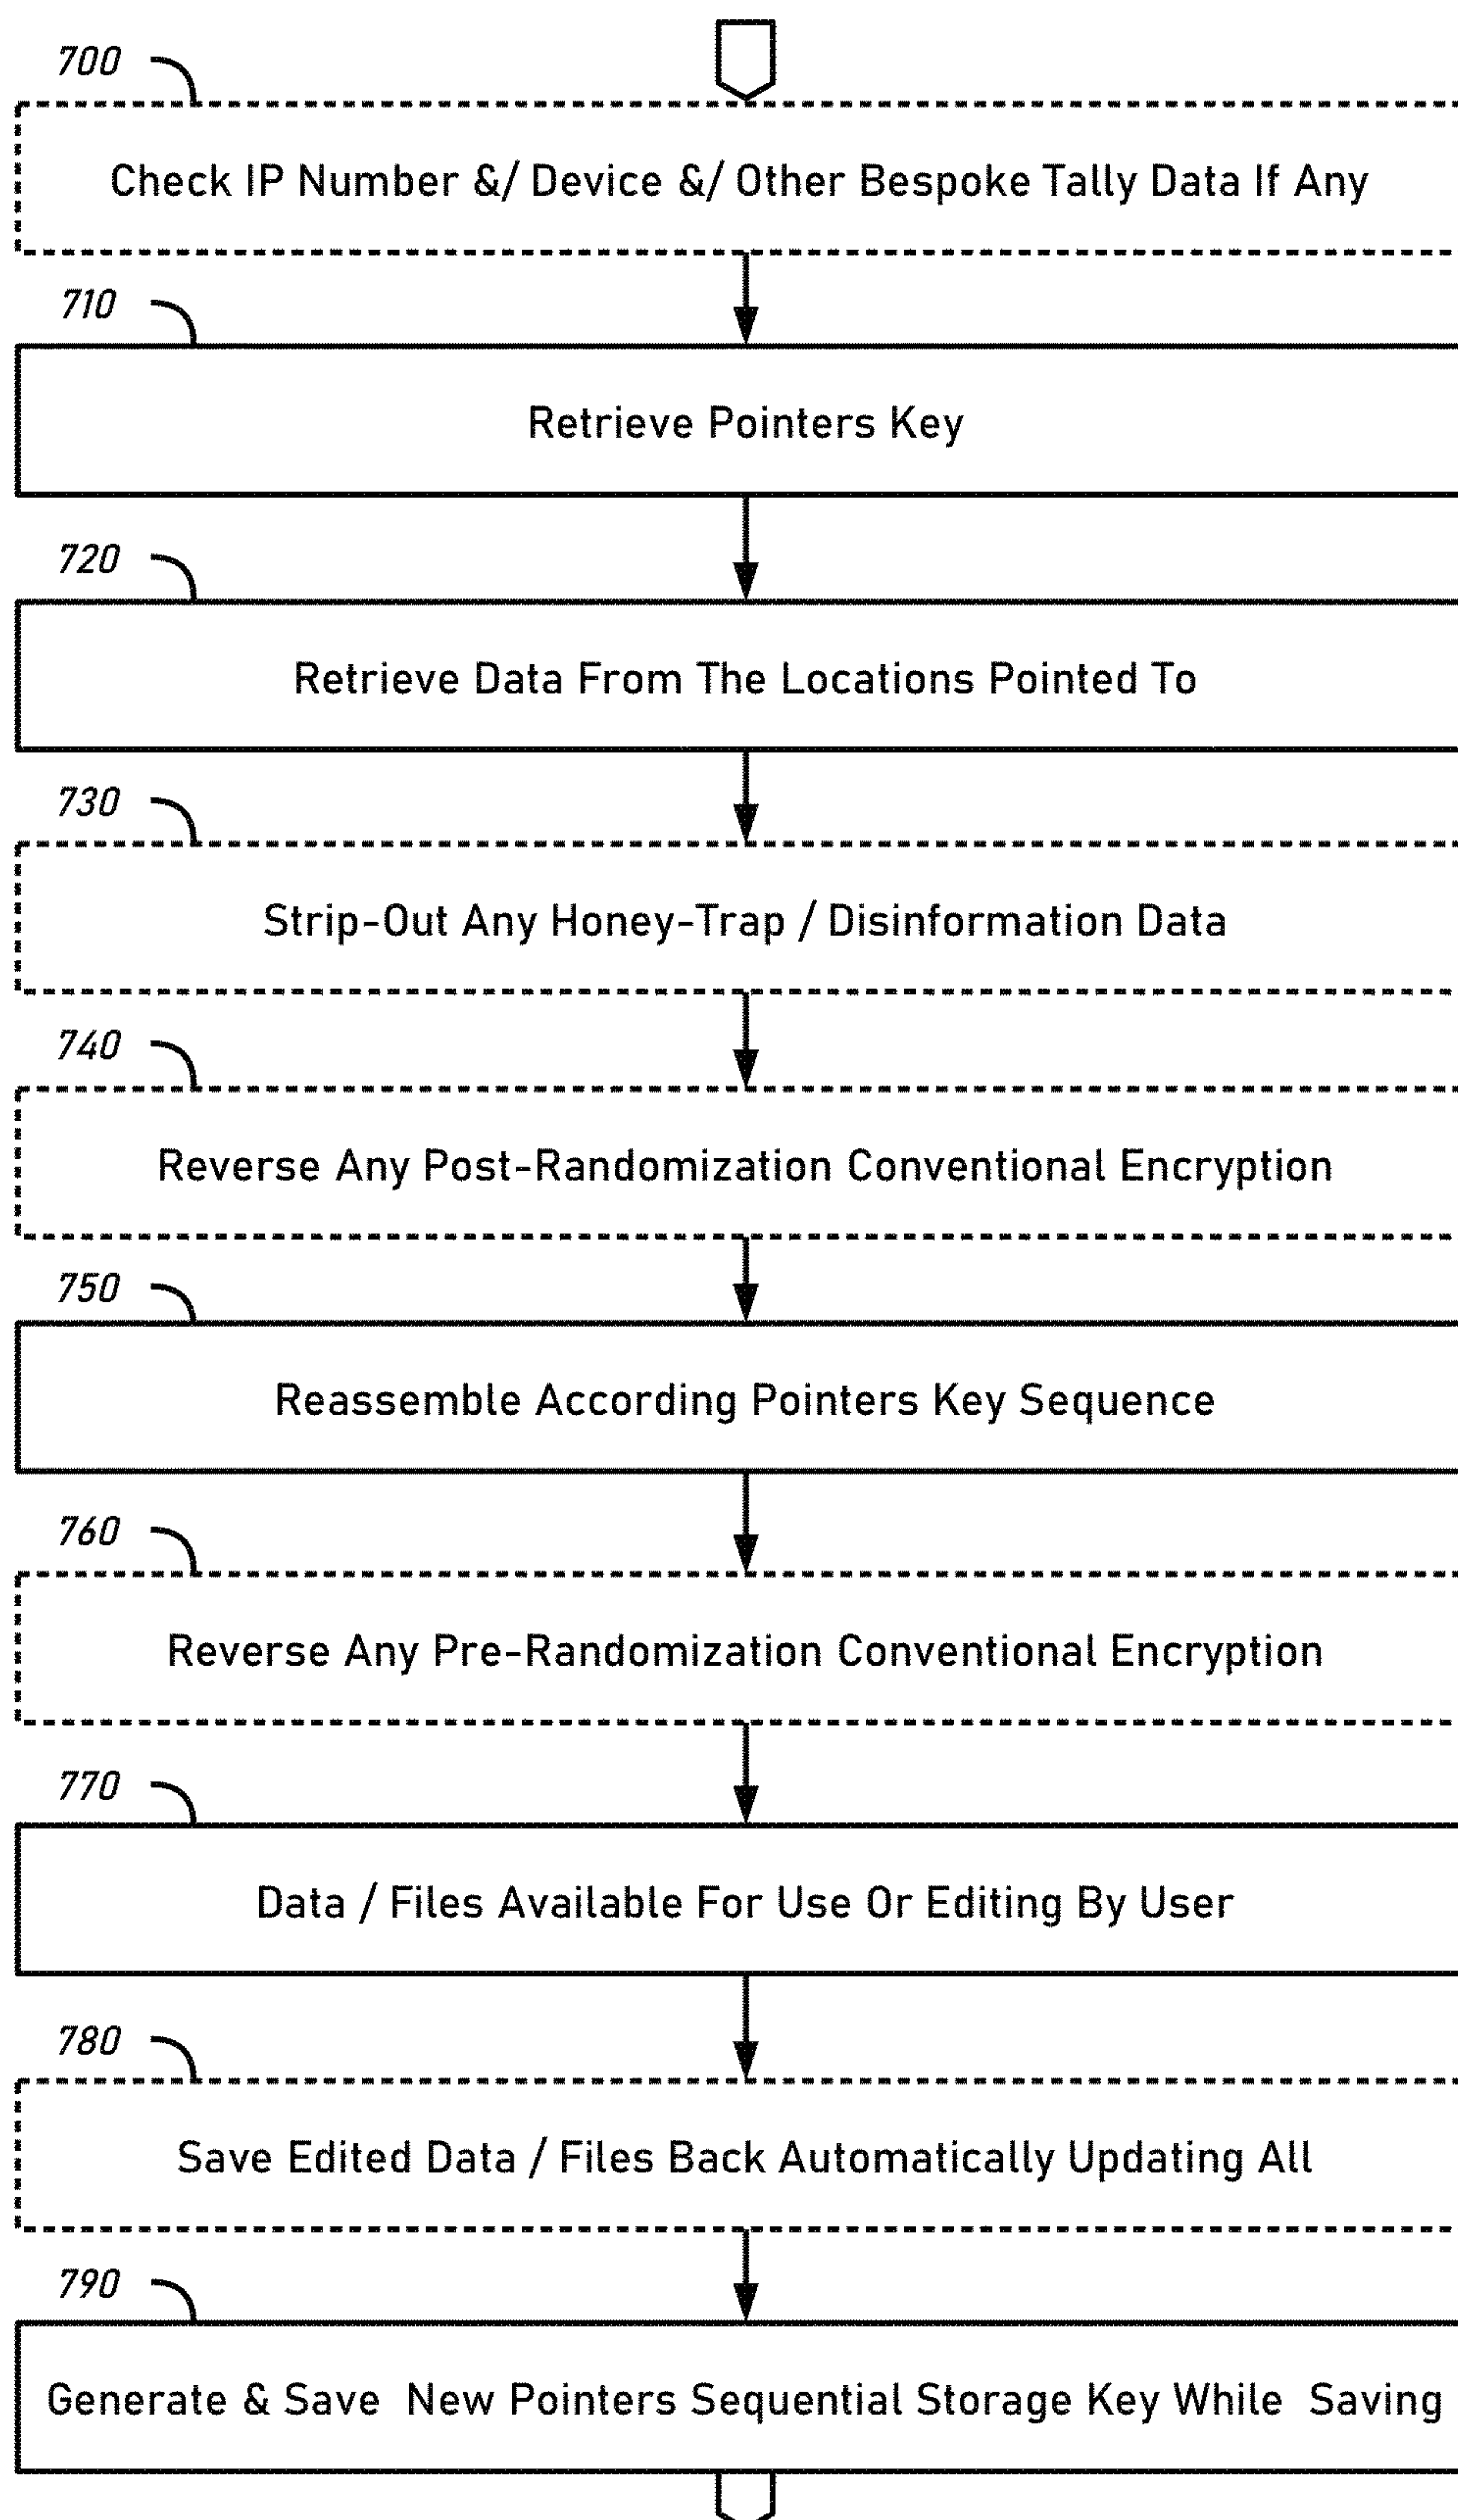 700
Check IP Number &/ Device &/ Other Bespoke Tally Data If Any
710
Retrieve Pointers Key
720
Retrieve Data From The Locations Pointed To
730
Strip-Out Any Honey-Trap / Disinformation Data
740
Reverse Any Post-Randomization Conventional Encryption
750
Reassemble According Pointers Key Sequence
760
Reverse Any Pre-Randomization Conventional Encryption
770
Data / Files Available For Use Or Editing By User
780
Save Edited Data / Files Back Automatically Updating All
790
Generate & Save New Pointers Sequential Storage Key While Saving